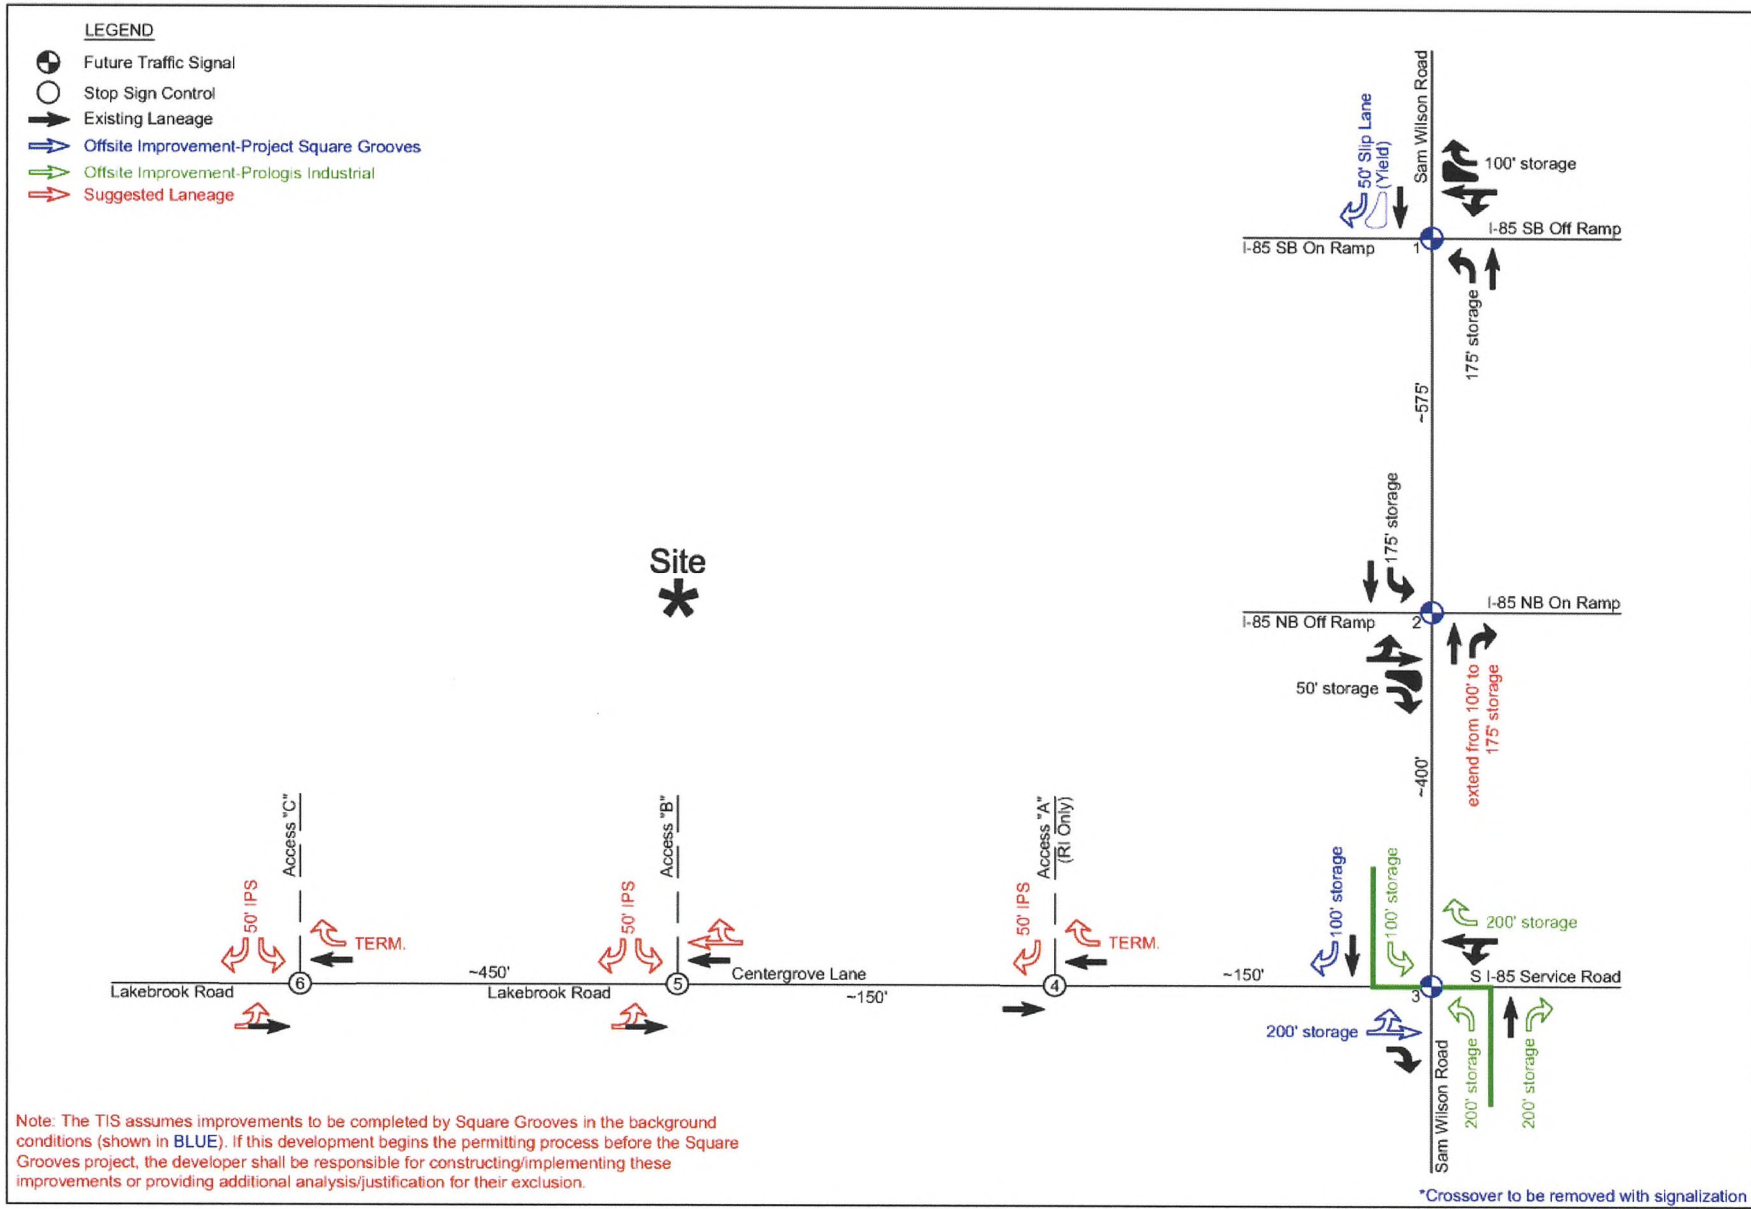 LEGEND
Future Traffic Signal
Stop Sign Control
Existing Laneage
Offsite Improvement-Project Square Grooves
Offsite Improvement-Prologis Industrial
Suggested Laneage
Sam Wilson Road
50' Slip Lane
(Yield)
100' storage
I-85 SB On Ramp
1
I-85 SB Off Ramp
175' storage
~575'
175' storage
Site
*
I-85 NB Off Ramp
2
I-85 NB On Ramp
50' storage
extend from 100' to
175' storage
~400'
Access "C"
Access "B"
Access "A"
(RI Only)
50' IPS
TERM.
50' IPS
50' IPS
TERM.
100' storage
100' storage
200' storage
Lakebrook Road
6
~450'
Lakebrook Road
5
Centergrove Lane
~150'
4
~150'
3
S I-85 Service Road
200' storage
Sam Wilson Road
200' storage
200' storage
Note: The TIS assumes improvements to be completed by Square Grooves in the background
conditions (shown in BLUE). If this development begins the permitting process before the Square
Grooves project, the developer shall be responsible for constructing/implementing these
improvements or providing additional analysis/justification for their exclusion.
*Crossover to be removed with signalization